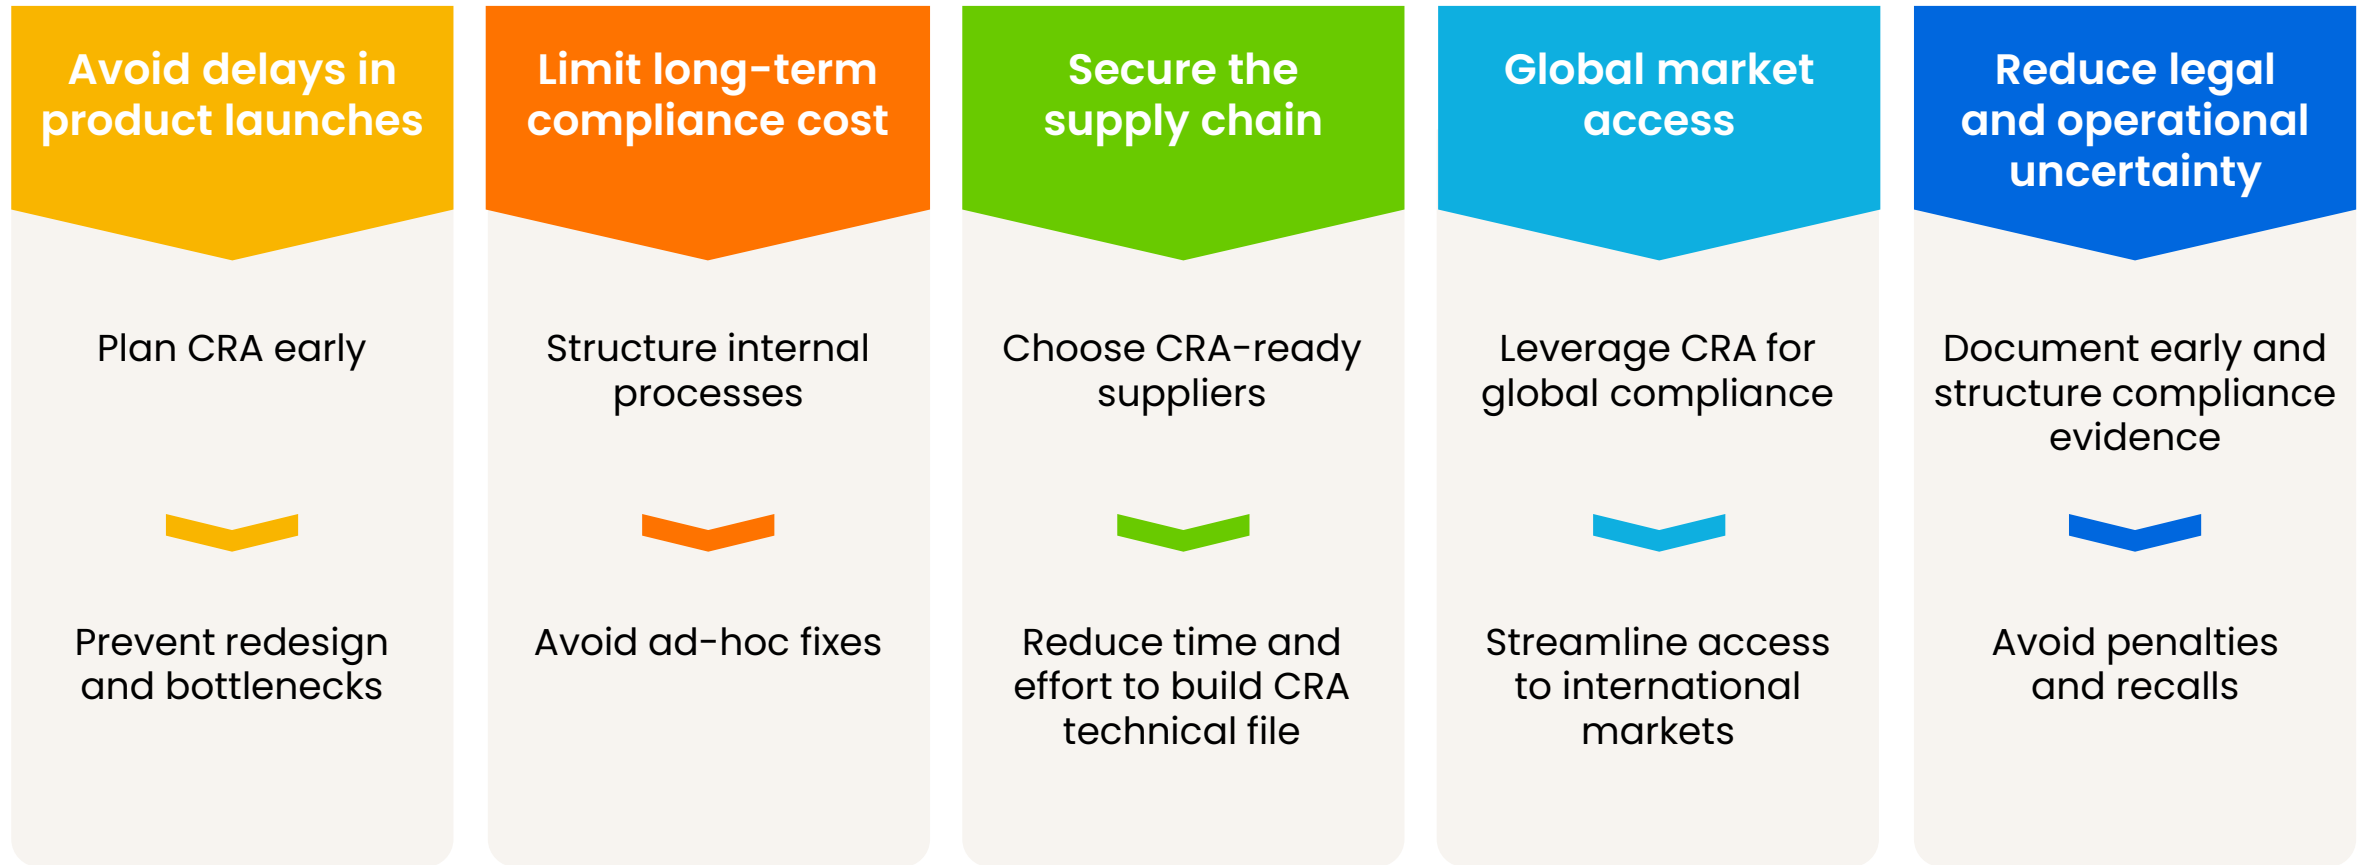 Avoid delays in
product launches
Plan CRA early
Prevent redesign
and bottlenecks
Limit long-term
compliance cost
Structure internal
processes
Avoid ad-hoc fixes
Secure the
supply chain
Choose CRA-ready
suppliers
Reduce time and
effort to build CRA
technical file
Global market
access
Leverage CRA for
global compliance
Streamline access
to international
markets
Reduce legal
and operational
uncertainty
Document early and
structure compliance
evidence
Avoid penalties
and recalls